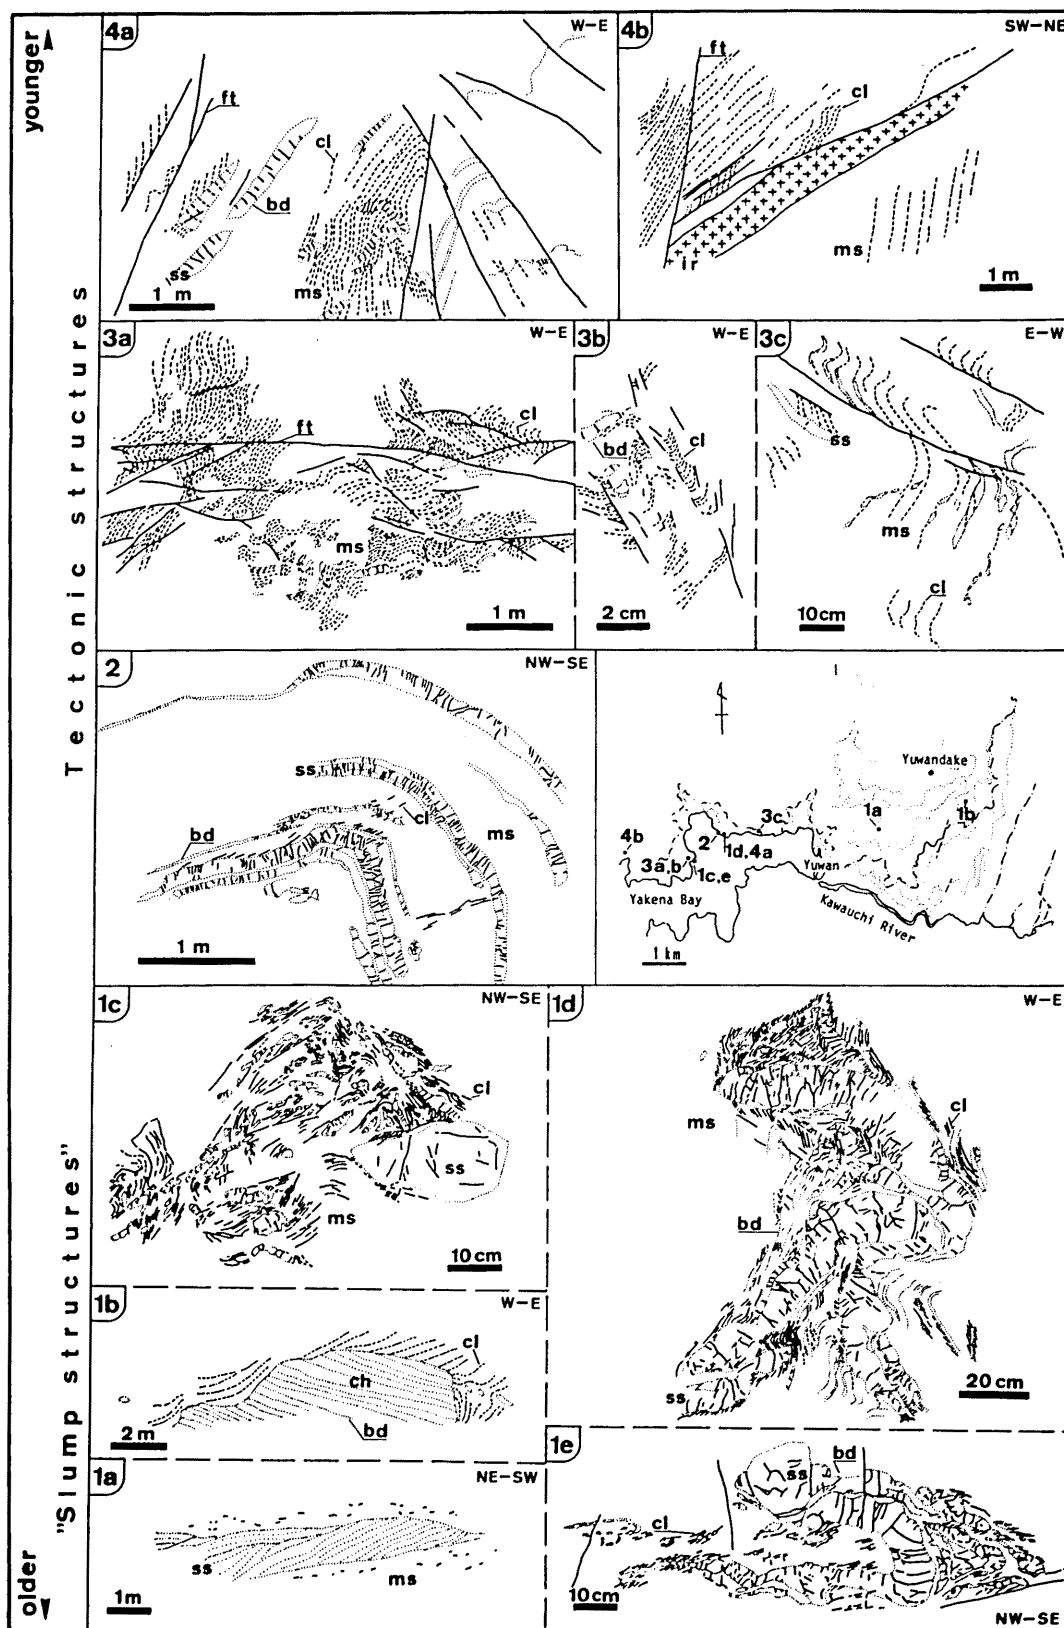 younger
Tectonic structures
"Slump structures"
older
4a
W-E
ft
cl
bd
ss
ms
1 m
4b
SW-NE
ft
cl
ir
ms
1 m
3a
W-E
ft
cl
ms
1 m
3b
W-E
bd
cl
2 cm
3c
E-W
ss
ms
cl
10cm
2
NW-SE
ss
cl
bd
ms
1 m
Yuwandake
1a
1b
3c
4b
2
1d,4a
3a,b
1c,e
Yuwan
Yakena Bay
Kawauchi River
1 km
1c
NW-SE
cl
ss
ms
10cm
1d
W-E
cl
ms
bd
ss
20 cm
1b
W-E
cl
ch
bd
2 m
1a
NE-SW
ss
ms
1m
1e
bd
ss
cl
10cm
NW-SE